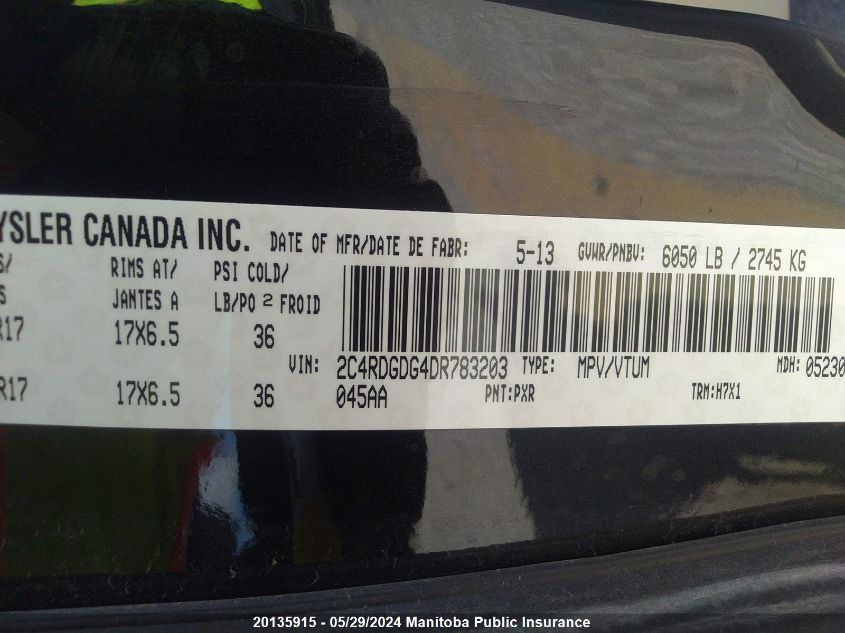 YSLER CANADA INC. DATE OF MFR/DATE DE FABR: 5-13 GVWR/PNBV: 6050 LB / 2745 KG
S/ RIMS AT/ PSI COLD/
S JANTES A LB/PO 2 FROID
R17 17X6.5 36
VIN: 2C4RDGDG4DR783203 TYPE: MPV/VTUM MDH: 05230
R17 17X6.5 36 045AA PNT:PXR TRM:H7X1
20135915 - 05/29/2024 Manitoba Public Insurance